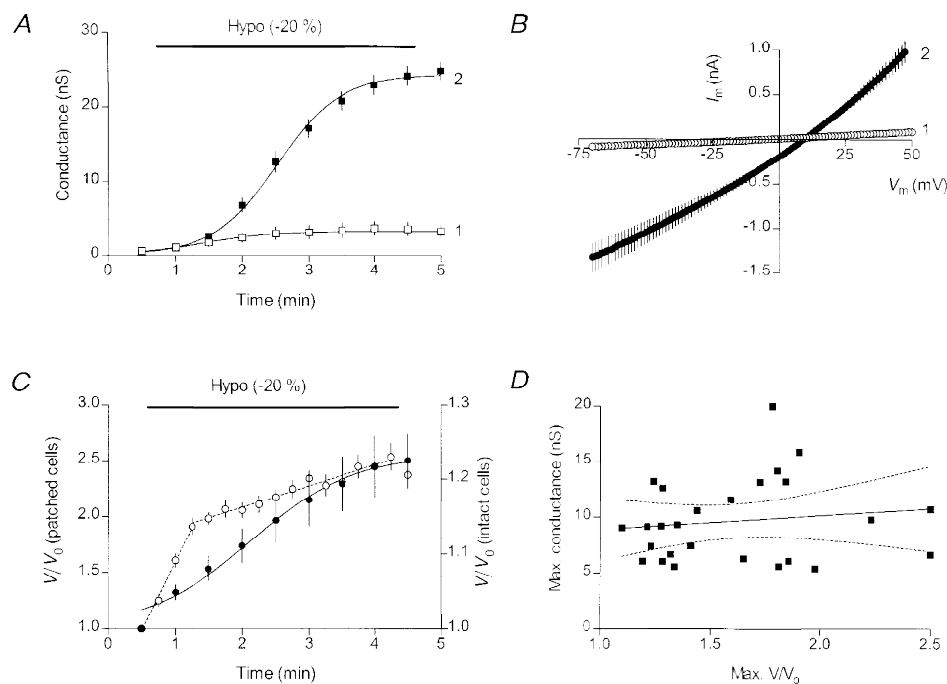 A
Hypo (-20 %)
30
20
10
0
Conductance (nS)
2
1
0 1 2 3 4 5
Time (min)
B
1.0
0.5
-0.5
-1.0
-1.5
I_m (nA)
2
1
-75 -50 -25 25 50
V_m (mV)
C
Hypo (-20 %)
3.0
2.5
2.0
1.5
1.0
V/V_0 (patched cells)
1.3
1.2
1.1
1.0
V/V_0 (intact cells)
0 1 2 3 4 5
Time (min)
D
20
15
10
5
0
Max. conductance (nS)
1.0 1.5 2.0 2.5
Max. V/V_0